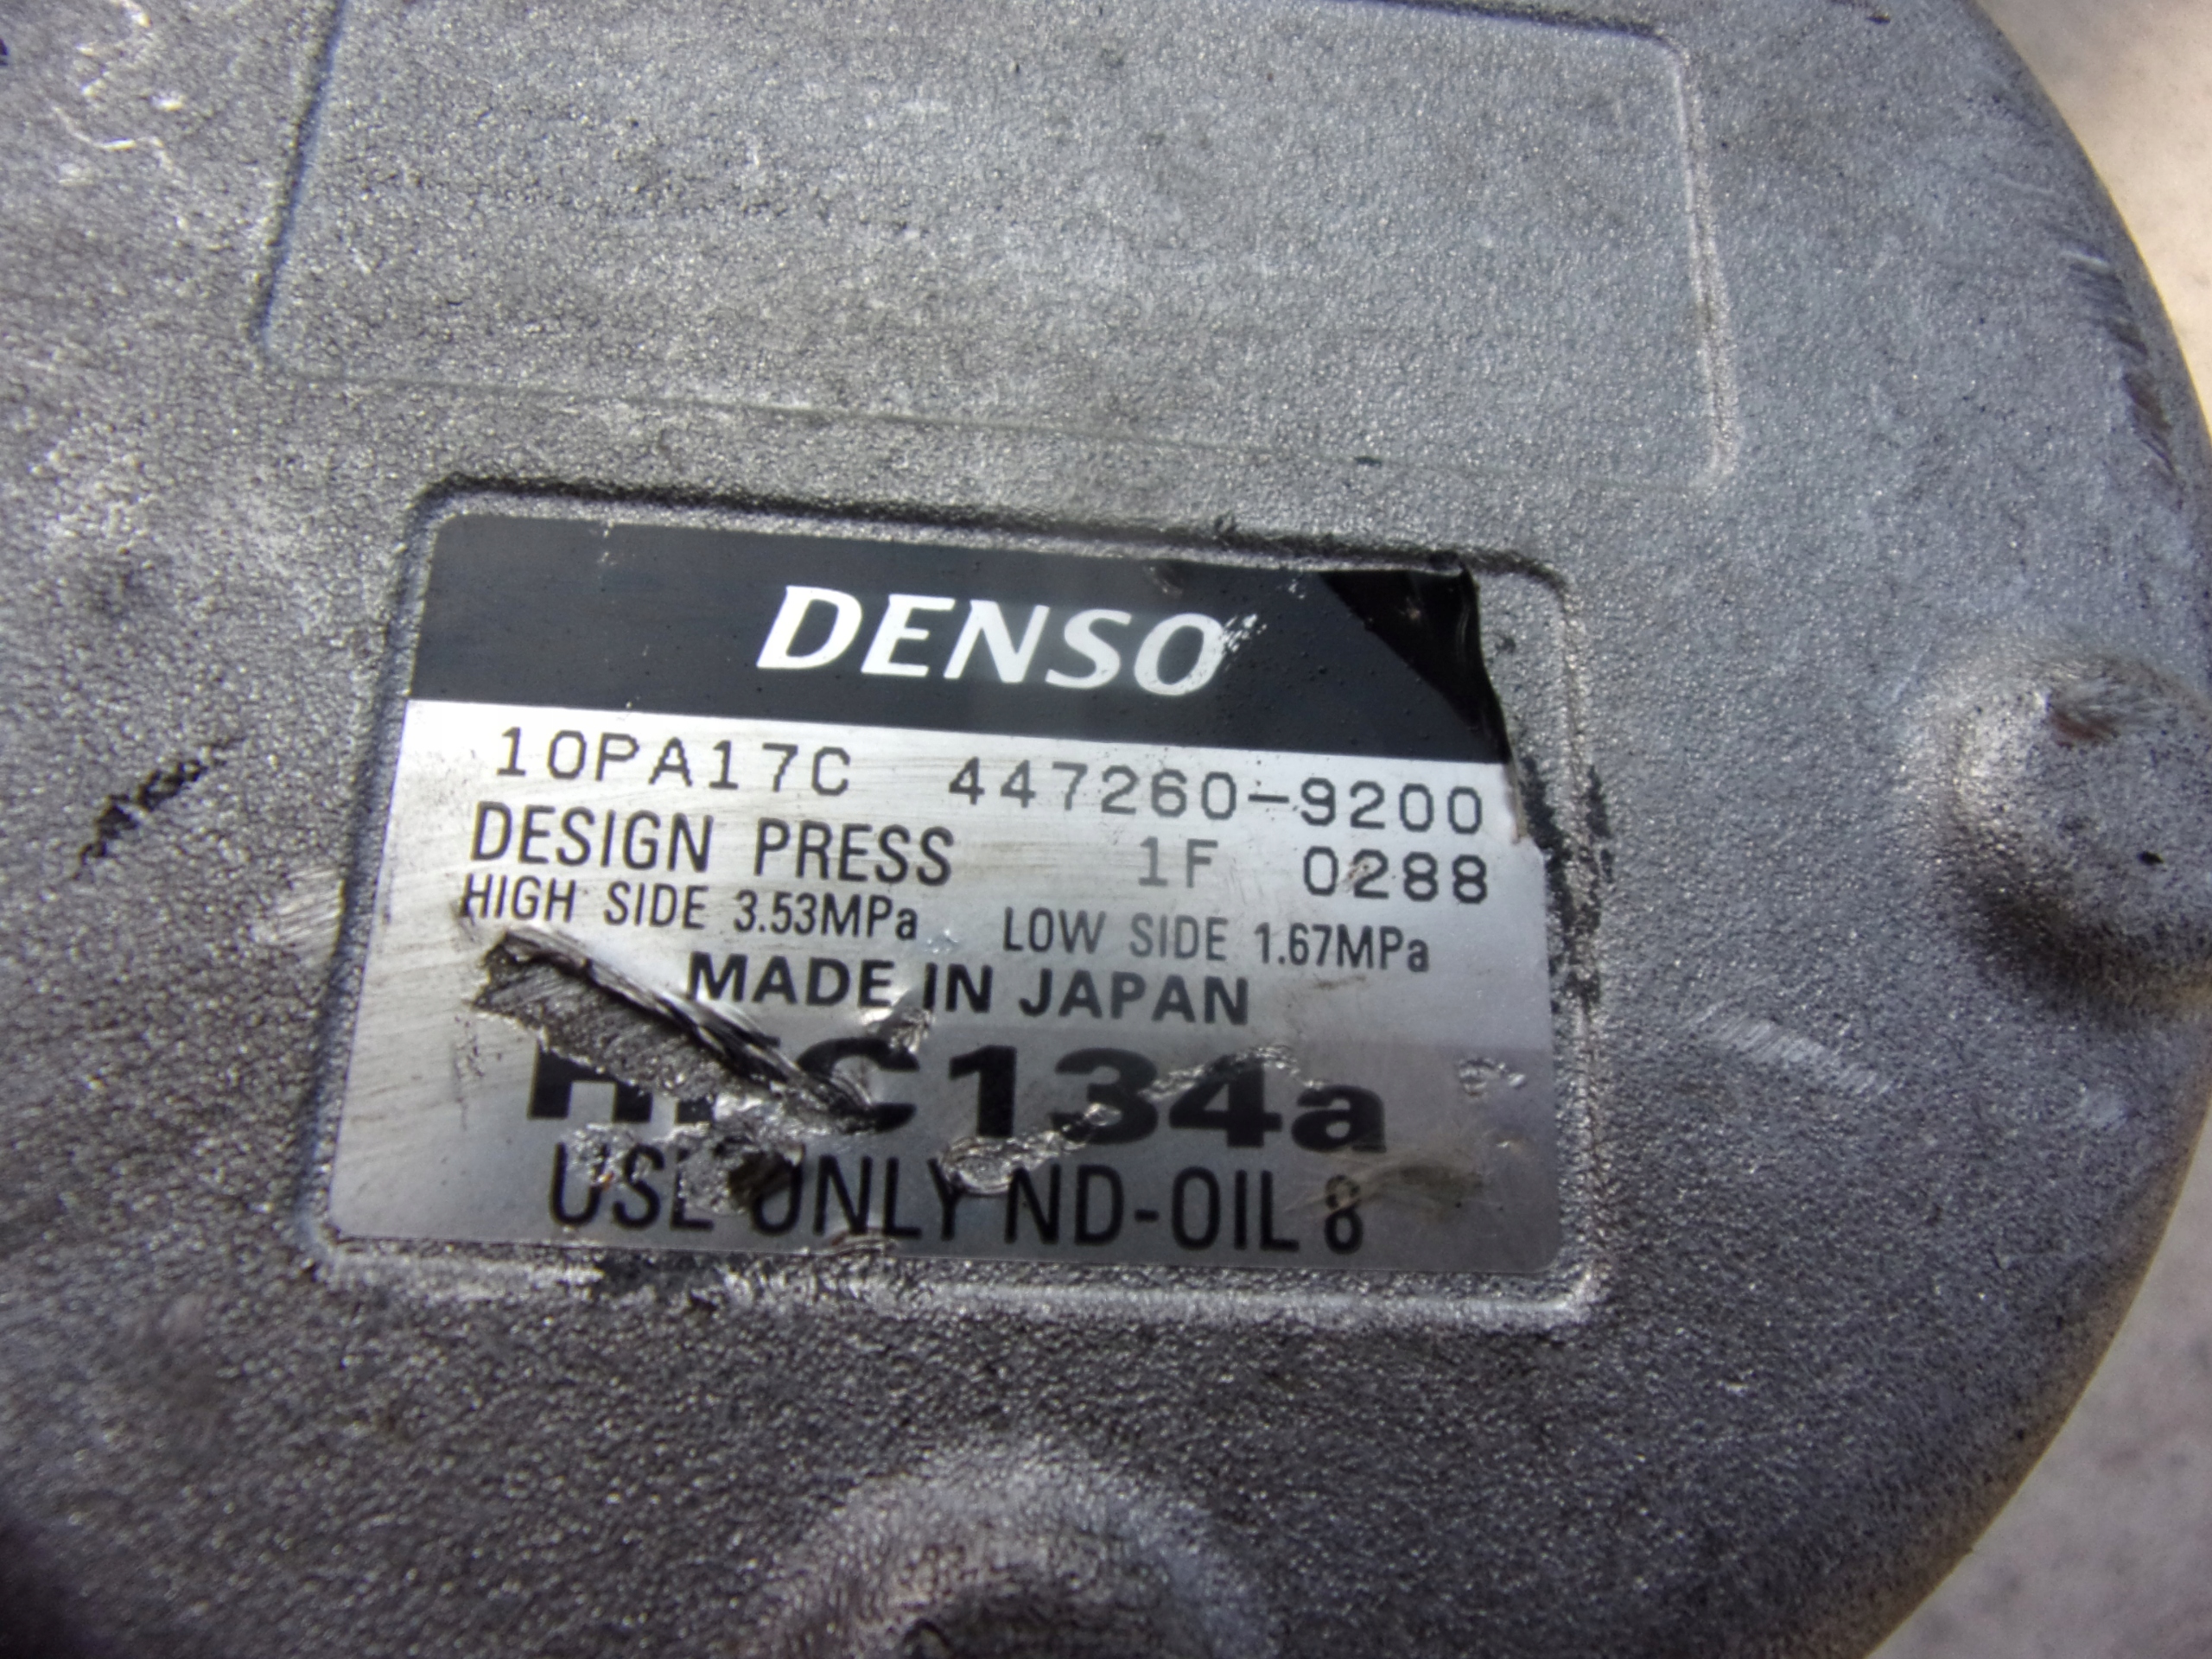 DENSO
10PA17C 447260-9200
DESIGN PRESS 1F 0288
HIGH SIDE 3.53MPa LOW SIDE 1.67MPa
MADE IN JAPAN
HFC134a
USE ONLY ND-OIL 8